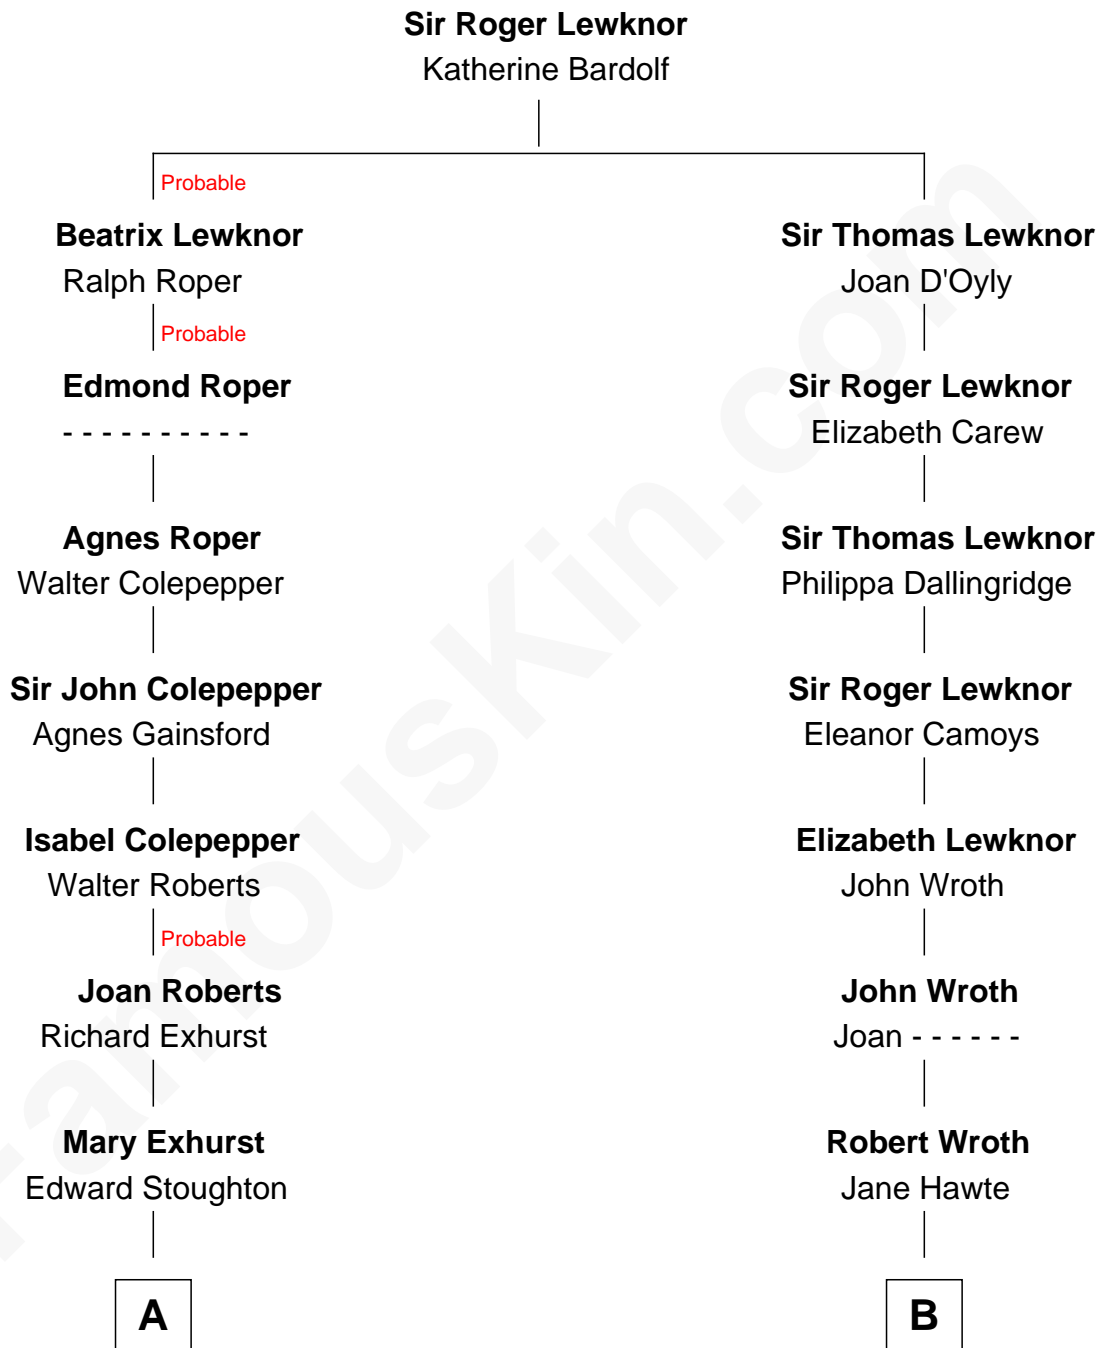 Sir Roger Lewknor
Katherine Bardolf
Probable
Beatrix Lewknor
Ralph Roper
Probable
Edmond Roper
- - - - - - - - - -
Agnes Roper
Walter Colepepper
Sir John Colepepper
Agnes Gainsford
Isabel Colepepper
Walter Roberts
Probable
Joan Roberts
Richard Exhurst
Mary Exhurst
Edward Stoughton
A
Sir Thomas Lewknor
Joan D'Oyly
Sir Roger Lewknor
Elizabeth Carew
Sir Thomas Lewknor
Philippa Dallingridge
Sir Roger Lewknor
Eleanor Camoys
Elizabeth Lewknor
John Wroth
John Wroth
Joan - - - - - -
Robert Wroth
Jane Hawte
B
FamousKin.com